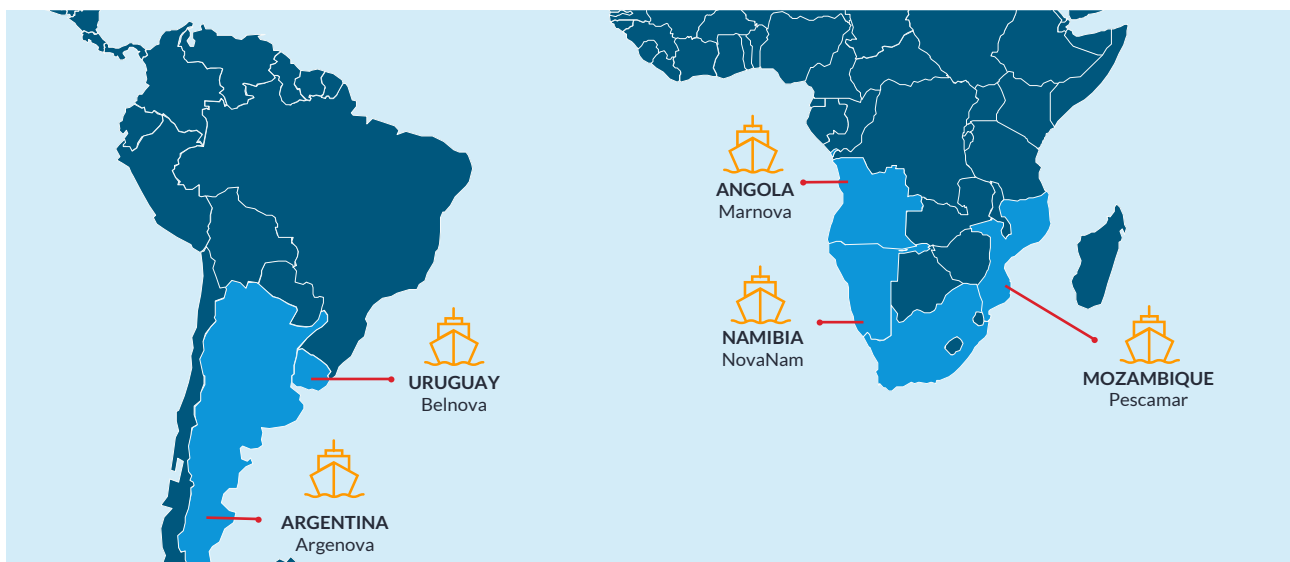 ANGOLA
Marnova
NAMIBIA
NovaNam
MOZAMBIQUE
Pescamar
URUGUAY
Belnova
ARGENTINA
Argenova